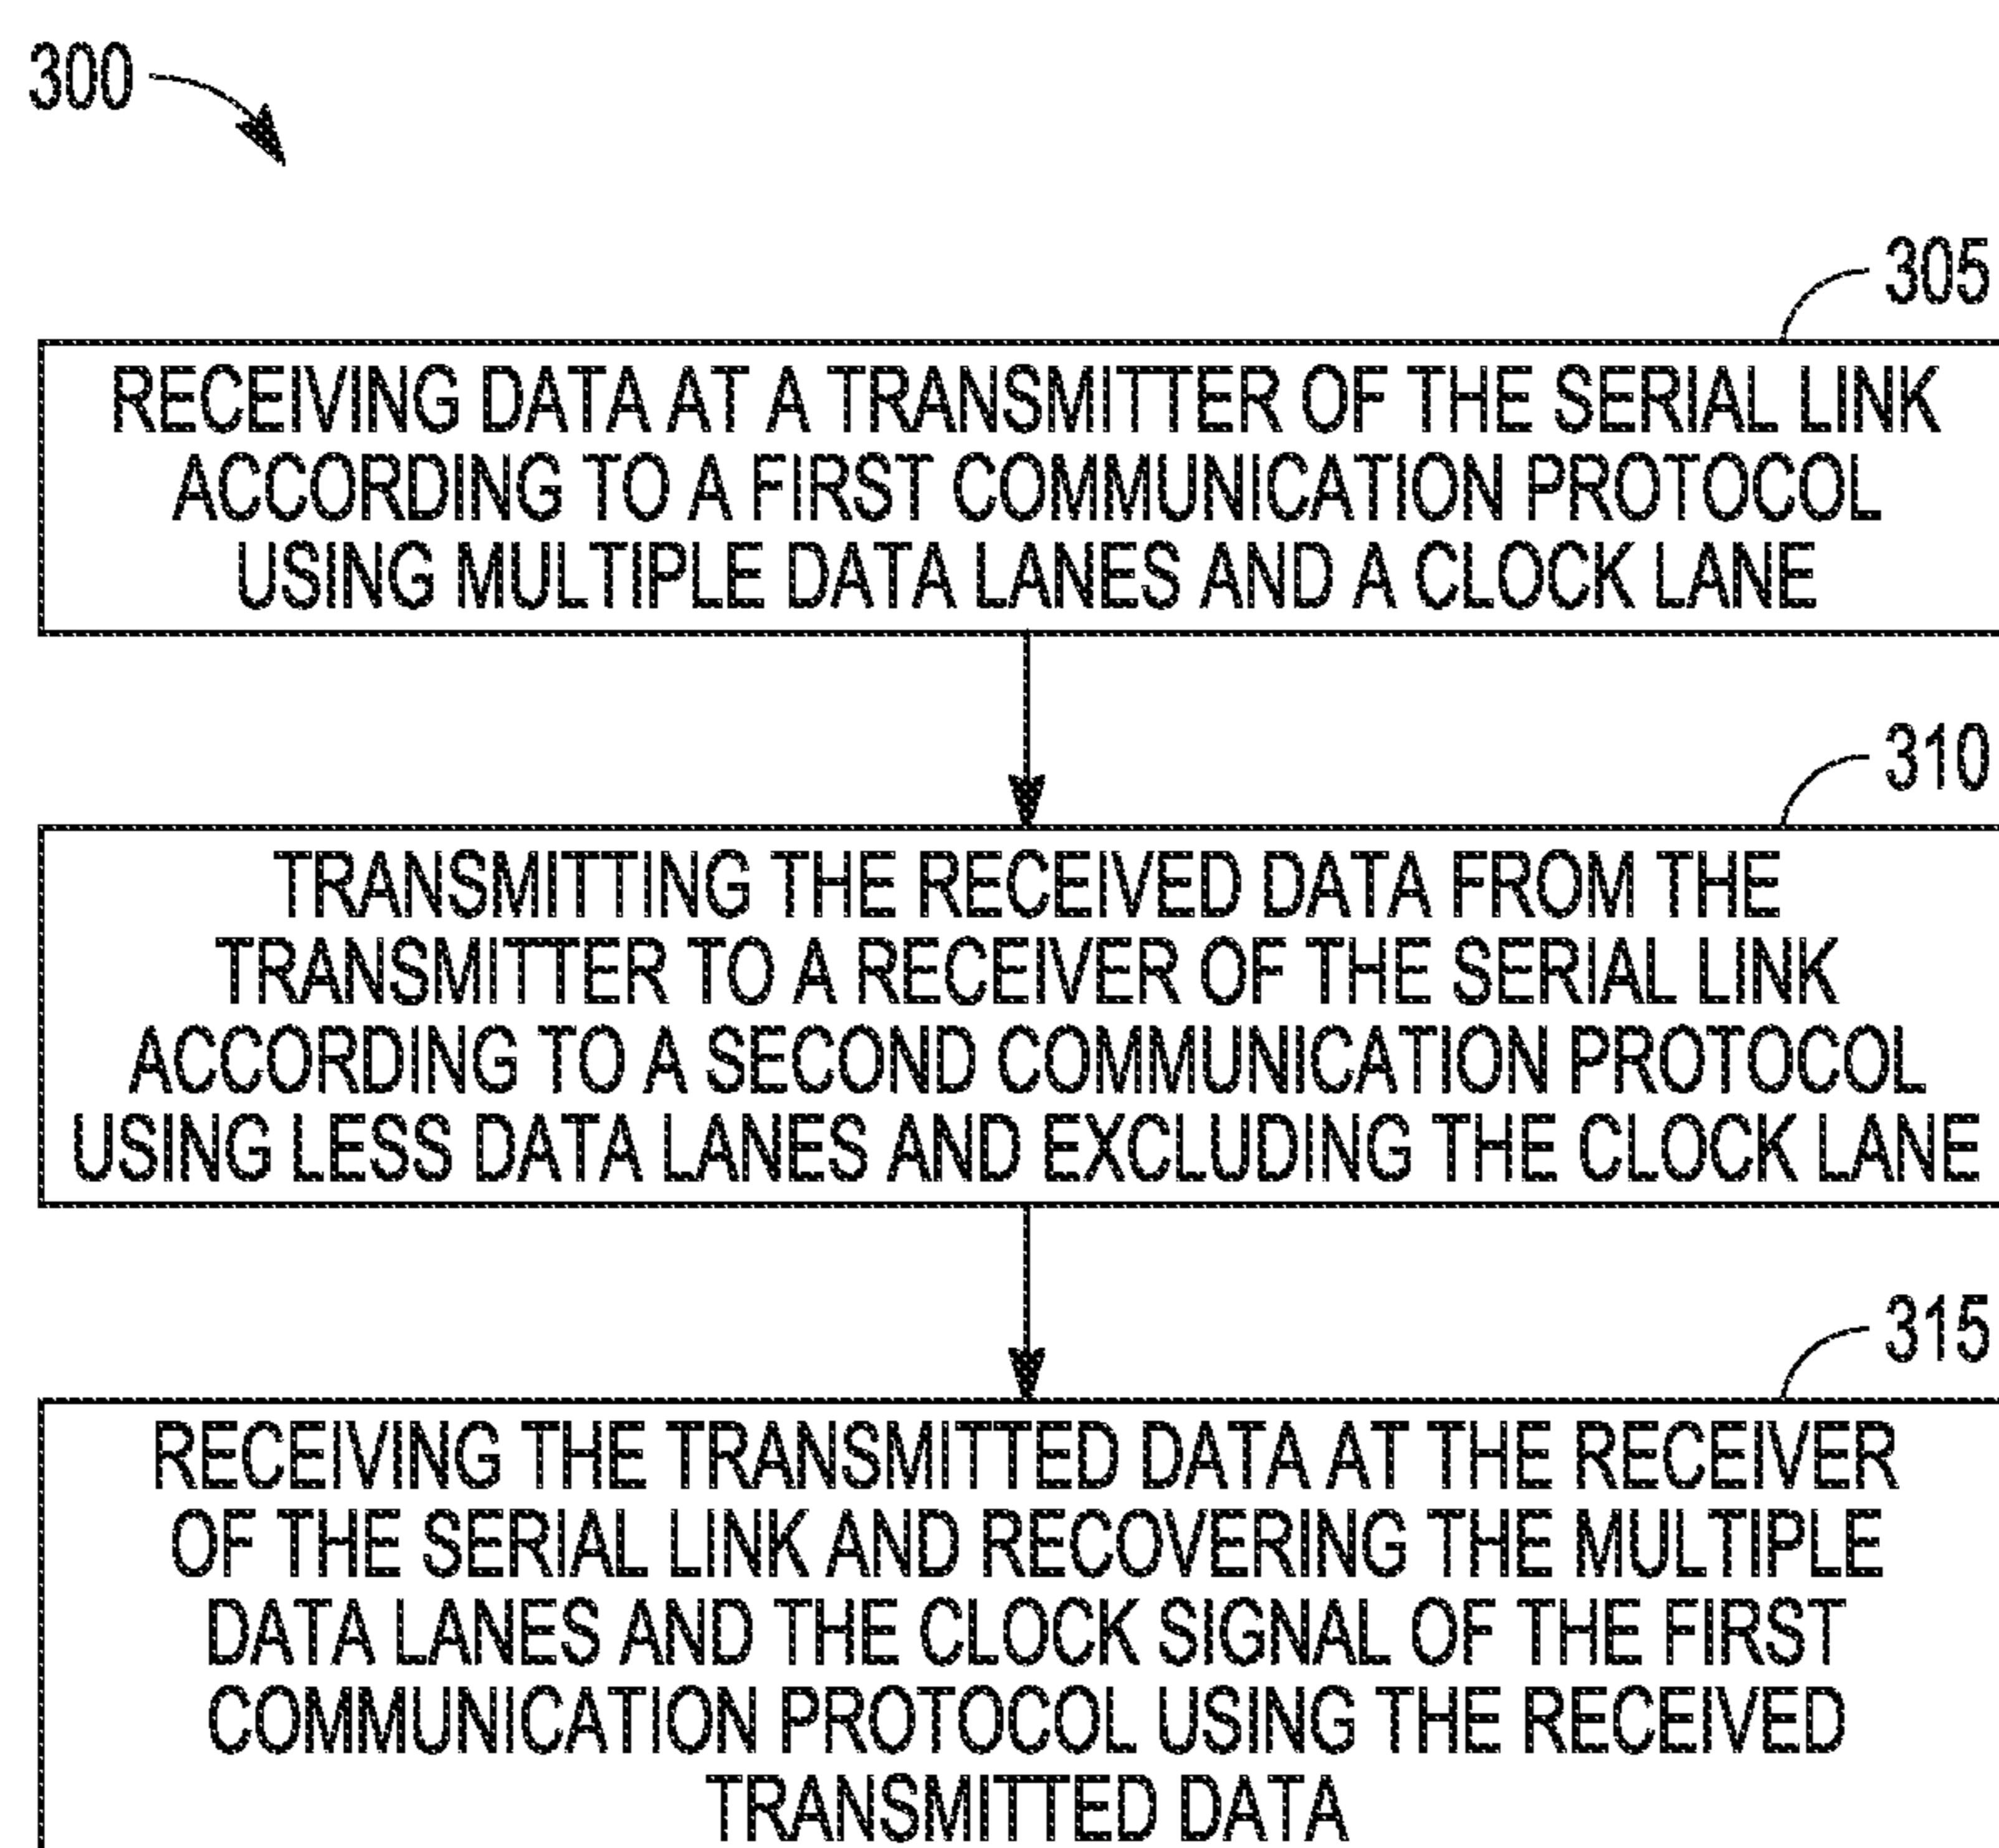 300
305
RECEIVING DATA AT A TRANSMITTER OF THE SERIAL LINK
ACCORDING TO A FIRST COMMUNICATION PROTOCOL
USING MULTIPLE DATA LANES AND A CLOCK LANE
310
TRANSMITTING THE RECEIVED DATA FROM THE
TRANSMITTER TO A RECEIVER OF THE SERIAL LINK
ACCORDING TO A SECOND COMMUNICATION PROTOCOL
USING LESS DATA LANES AND EXCLUDING THE CLOCK LANE
315
RECEIVING THE TRANSMITTED DATA AT THE RECEIVER
OF THE SERIAL LINK AND RECOVERING THE MULTIPLE
DATA LANES AND THE CLOCK SIGNAL OF THE FIRST
COMMUNICATION PROTOCOL USING THE RECEIVED
TRANSMITTED DATA